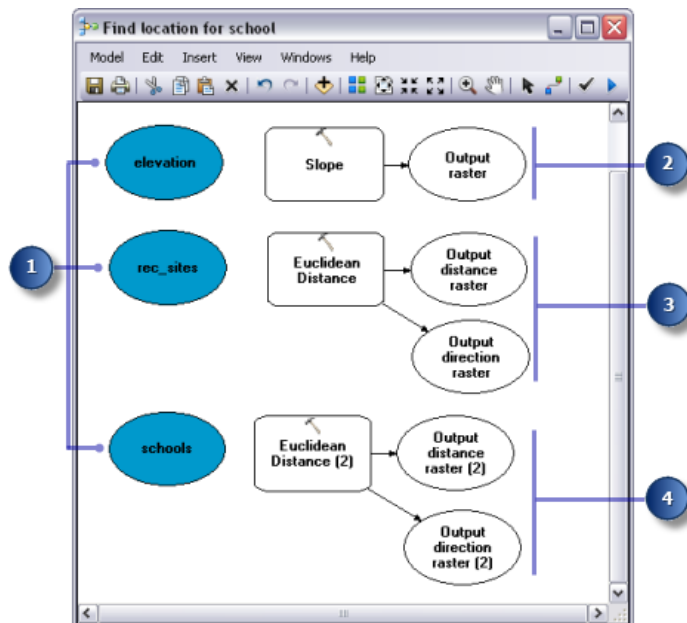 Find location for school
Model Edit Insert View Windows Help
elevation
Slope
Output
raster
2
1
rec_sites
Euclidean
Distance
Output
distance
raster
Output
direction
raster
3
schools
Euclidean
Distance (2)
Output
distance
raster (2)
Output
direction
raster (2)
4